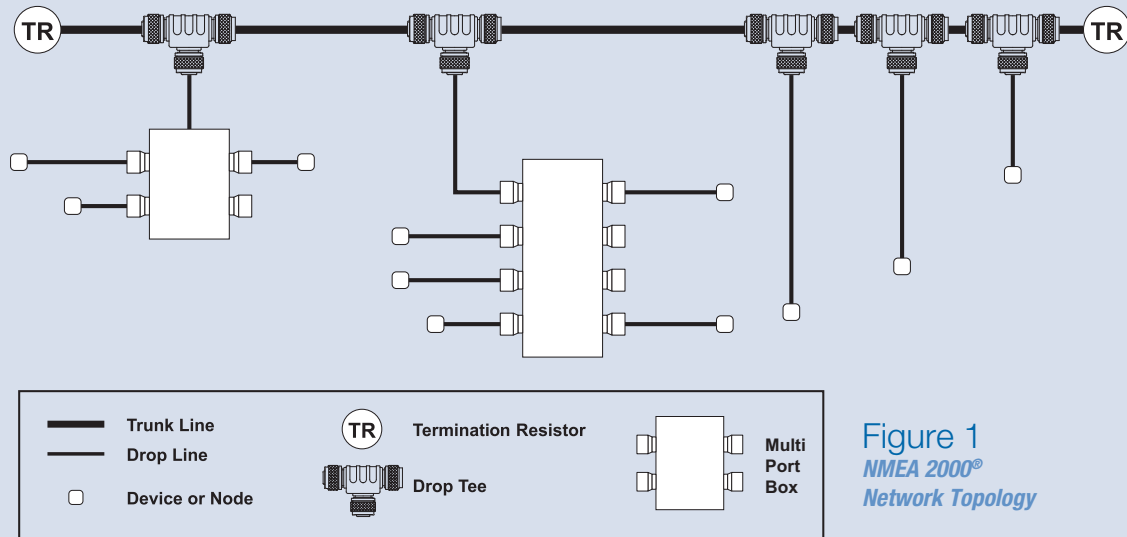 TR
TR
Trunk Line
Drop Line
Device or Node
TR
Termination Resistor
Drop Tee
Multi
Port
Box
Figure 1
NMEA 2000®
Network Topology